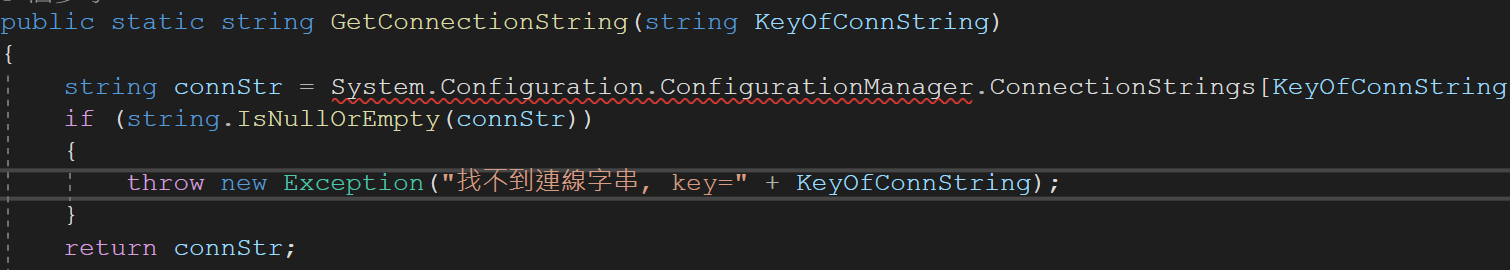 public static string GetConnectionString(string KeyOfConnString)
{
string connStr = System.Configuration.ConfigurationManager.ConnectionStrings[KeyOfConnString
if (string.IsNullOrEmpty(connStr))
{
throw new Exception("找不到連線字串, key=" + KeyOfConnString);
}
return connStr;